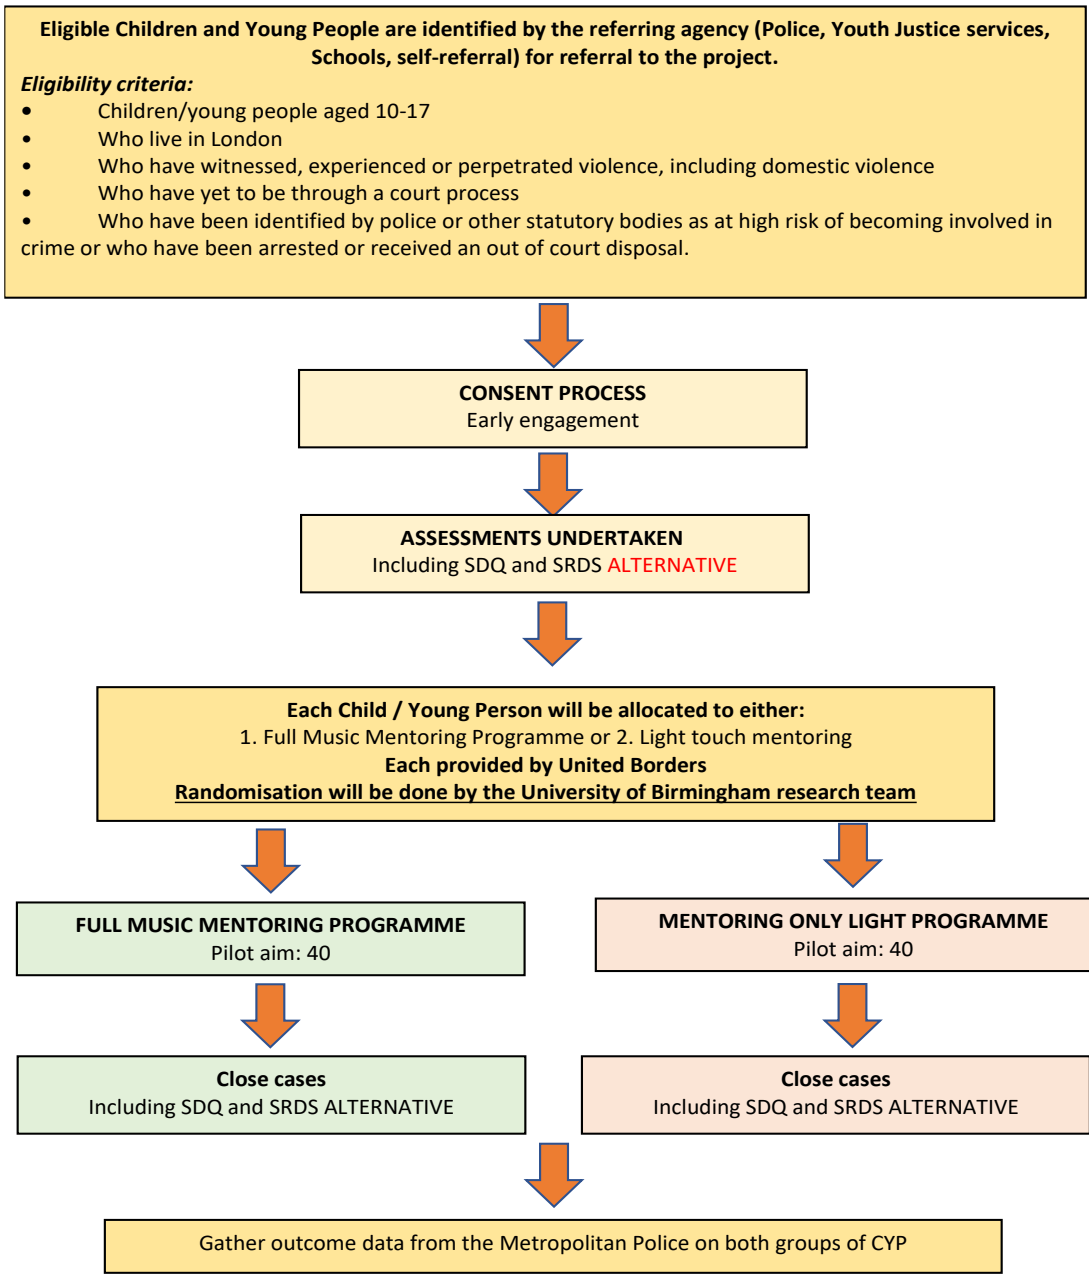 Eligible Children and Young People are identified by the referring agency (Police, Youth Justice services,
Schools, self-referral) for referral to the project.
Eligibility criteria:
• Children/young people aged 10-17
• Who live in London
• Who have witnessed, experienced or perpetrated violence, including domestic violence
• Who have yet to be through a court process
• Who have been identified by police or other statutory bodies as at high risk of becoming involved in
crime or who have been arrested or received an out of court disposal.
CONSENT PROCESS
Early engagement
ASSESSMENTS UNDERTAKEN
Including SDQ and SRDS ALTERNATIVE
Each Child / Young Person will be allocated to either:
1. Full Music Mentoring Programme or 2. Light touch mentoring
Each provided by United Borders
Randomisation will be done by the University of Birmingham research team
FULL MUSIC MENTORING PROGRAMME
Pilot aim: 40
MENTORING ONLY LIGHT PROGRAMME
Pilot aim: 40
Close cases
Including SDQ and SRDS ALTERNATIVE
Close cases
Including SDQ and SRDS ALTERNATIVE
Gather outcome data from the Metropolitan Police on both groups of CYP